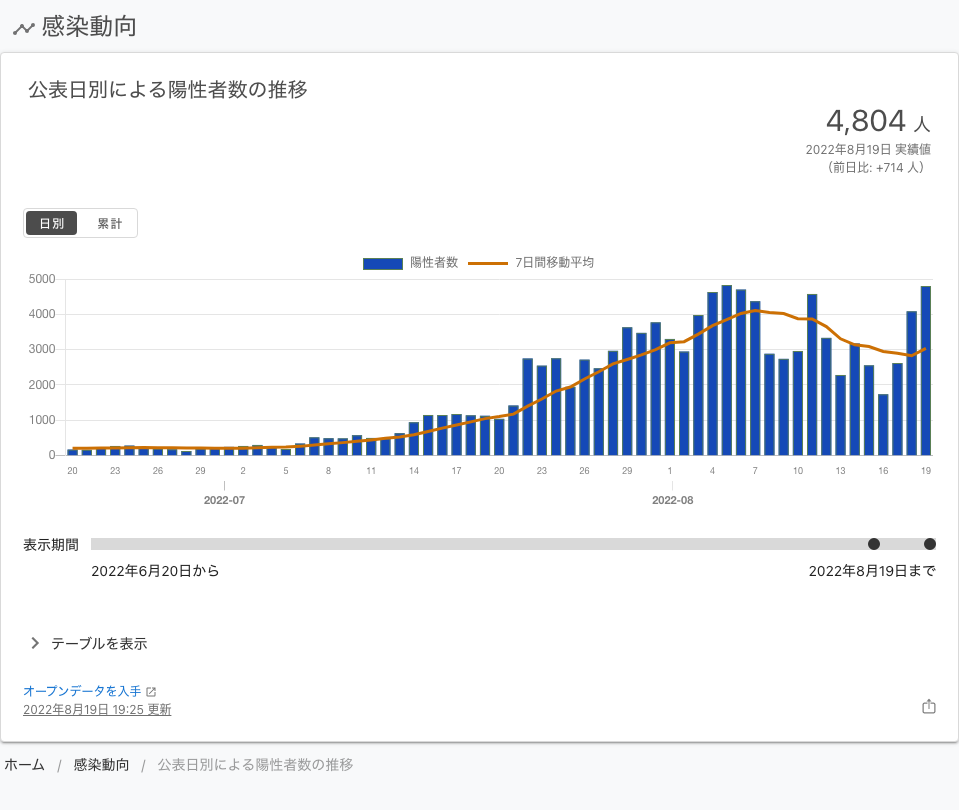 感染動向
公表日別による陽性者数の推移
4,804 人
2022年8月19日 実績値
（前日比: +714 人）
日別 累計
陽性者数 7日間移動平均
5000
4000
3000
2000
1000
0
20 23 26 29 2 5 8 11 14 17 20 23 26 29 1 4 7 10 13 16 19
2022-07 2022-08
表示期間
2022年6月20日から 2022年8月19日まで
テーブルを表示
オープンデータを入手
2022年8月19日 19:25 更新
ホーム / 感染動向 / 公表日別による陽性者数の推移